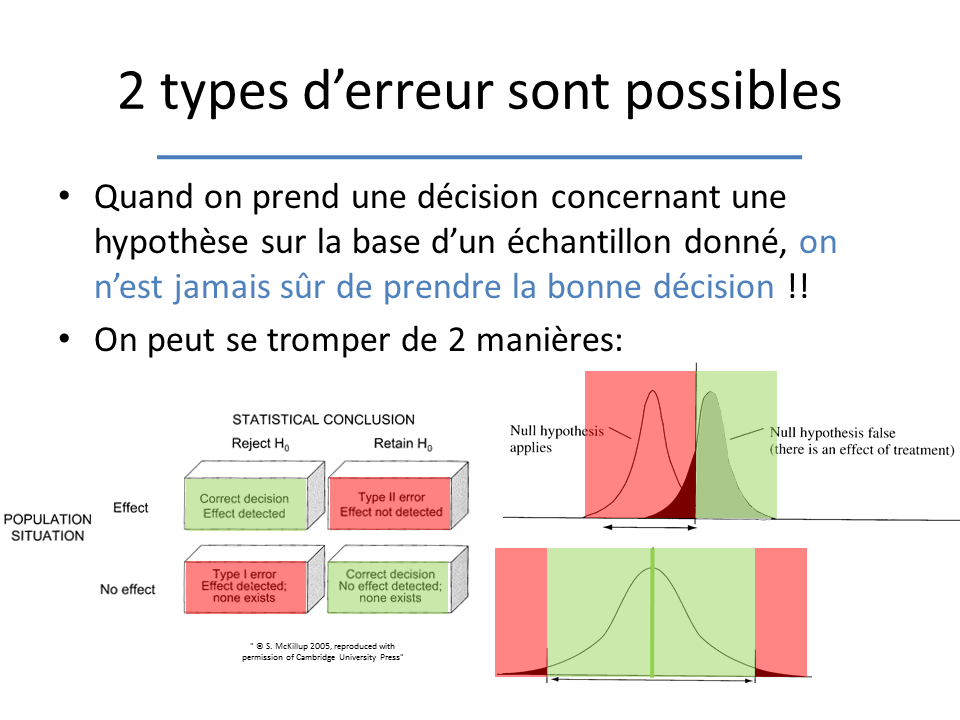 2 types d’erreur sont possibles
• Quand on prend une décision concernant une
hypothèse sur la base d’un échantillon donné, on
n’est jamais sûr de prendre la bonne décision !!
• On peut se tromper de 2 manières:
STATISTICAL CONCLUSION
Reject H₀
Retain H₀
POPULATION
SITUATION
Effect
Correct decision
Effect detected
Type II error
Effect not detected
No effect
Type I error
Effect detected;
none exists
Correct decision
No effect detected;
none exists
" © S. McKillup 2005, reproduced with
permission of Cambridge University Press"
Null hypothesis
applies
Null hypothesis false
(there is an effect of treatment)